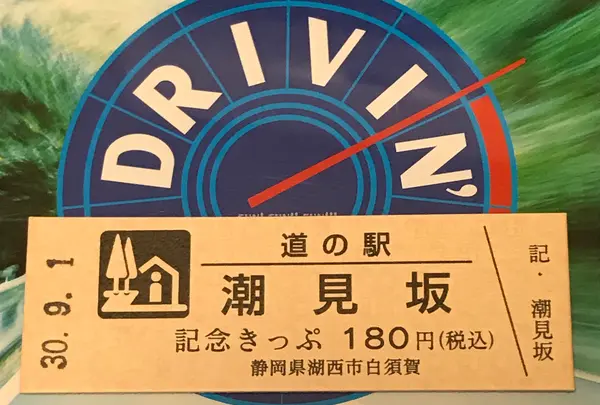 DRIVIN'
30.9.1
道の駅
潮見坂
記念きっぷ 180円(税込)
静岡県湖西市白須賀
記・潮見坂